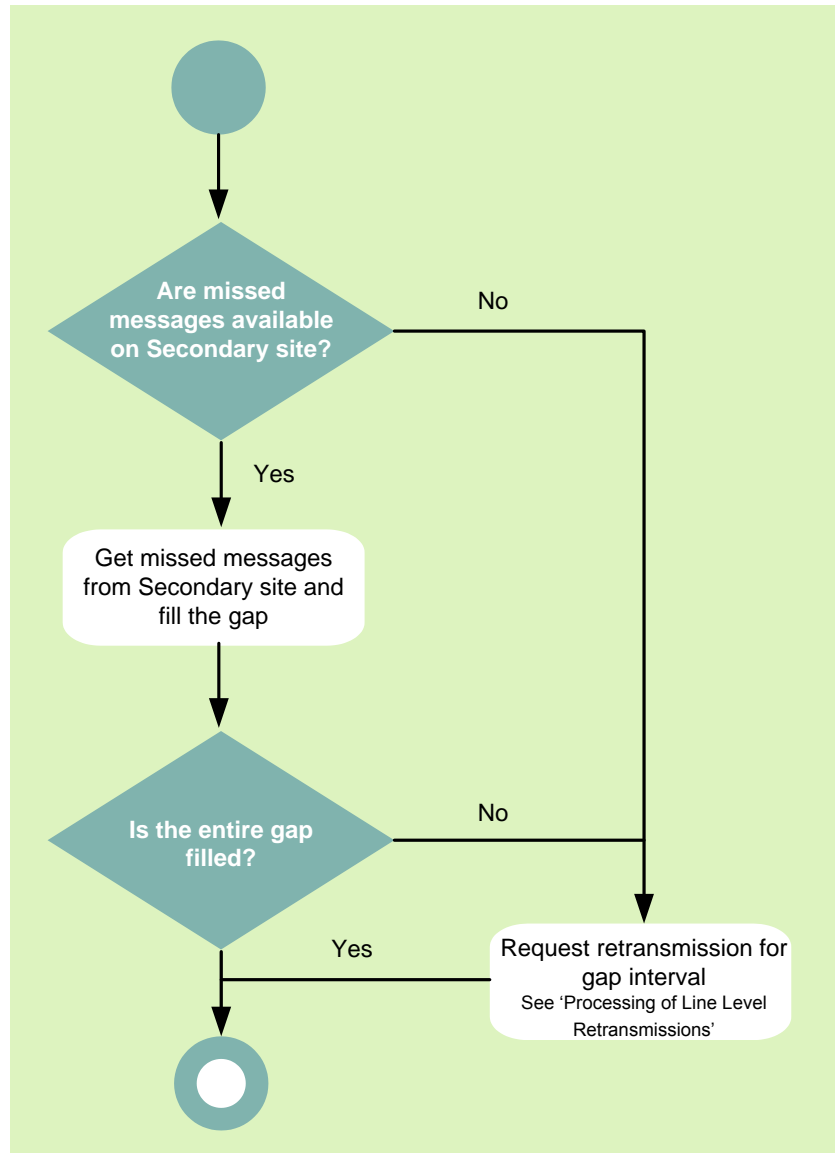 Are missed
messages available
on Secondary site?
No
Yes
Get missed messages
from Secondary site and
fill the gap
Is the entire gap
filled?
No
Yes
Request retransmission for
gap interval
See ‘Processing of Line Level
Retransmissions’